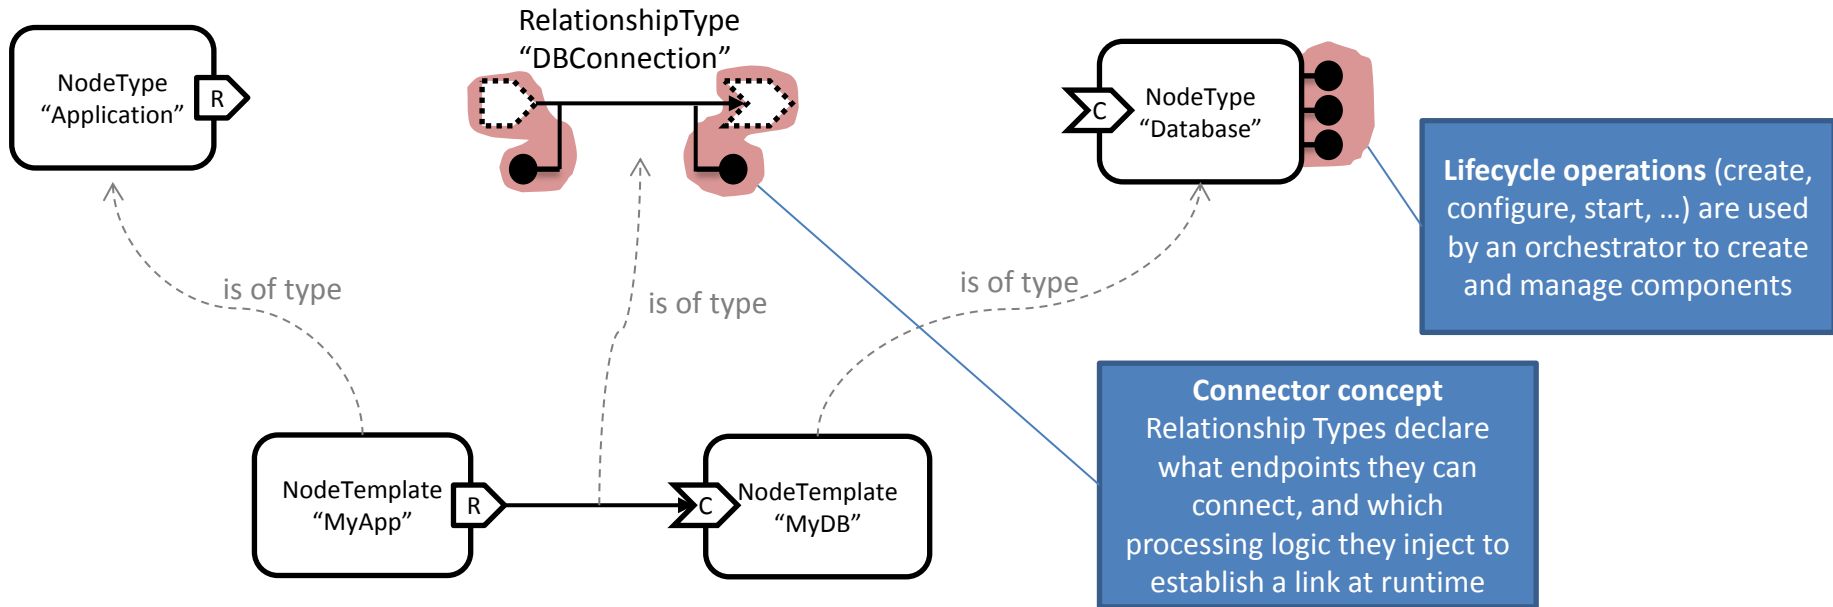 NodeType
“Application”
R
RelationshipType
“DBConnection”
C
NodeType
“Database”
Lifecycle operations (create,
configure, start, …) are used
by an orchestrator to create
and manage components
is of type
is of type
is of type
Connector concept
Relationship Types declare
what endpoints they can
connect, and which
processing logic they inject to
establish a link at runtime
NodeTemplate
“MyApp”
R
C
NodeTemplate
“MyDB”